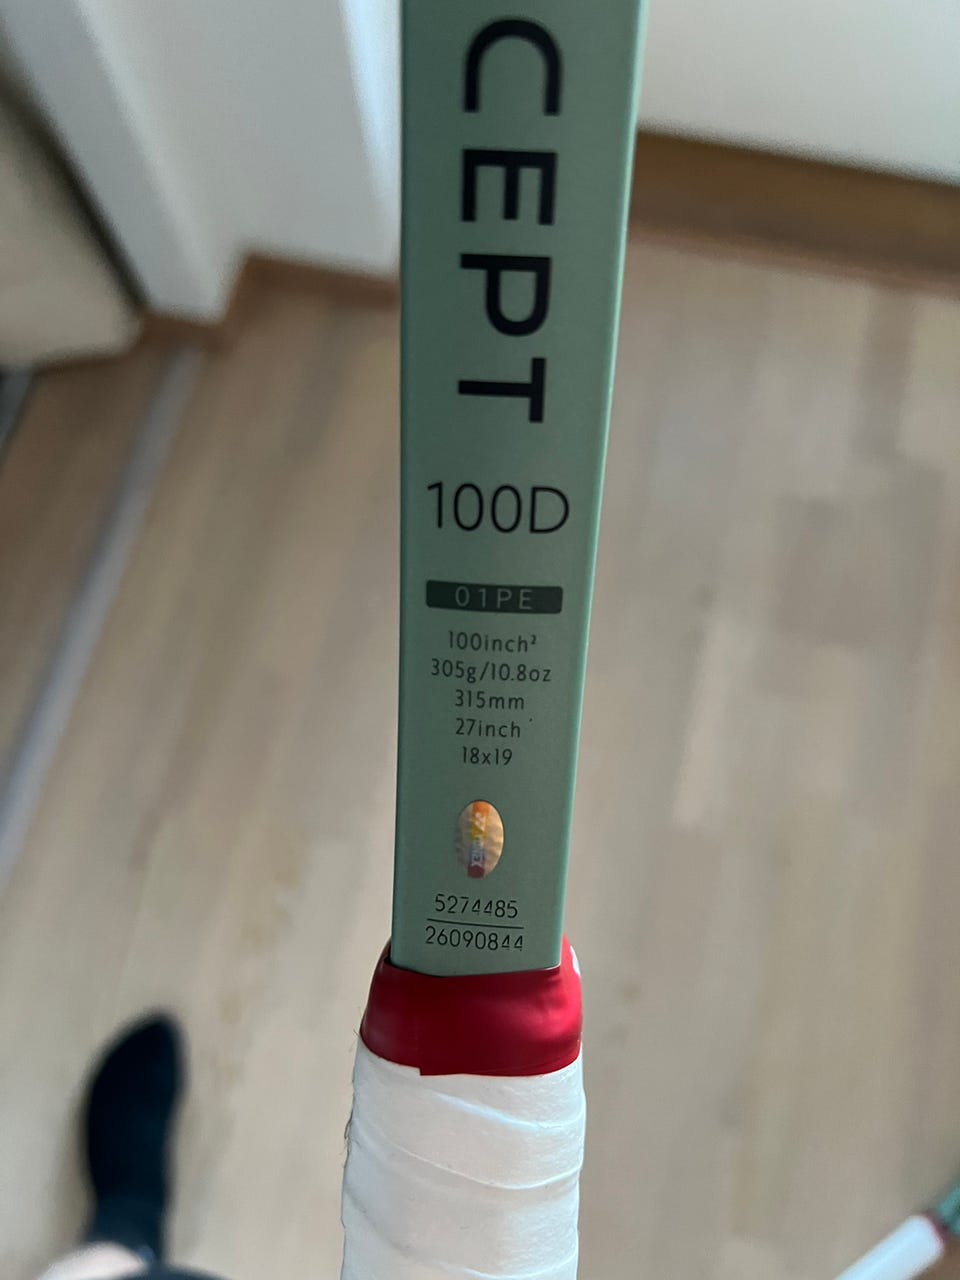 CEPT
100D
01PE
100inch²
305g/10.8oz
315mm
27inch
18x19
5274485
26090844